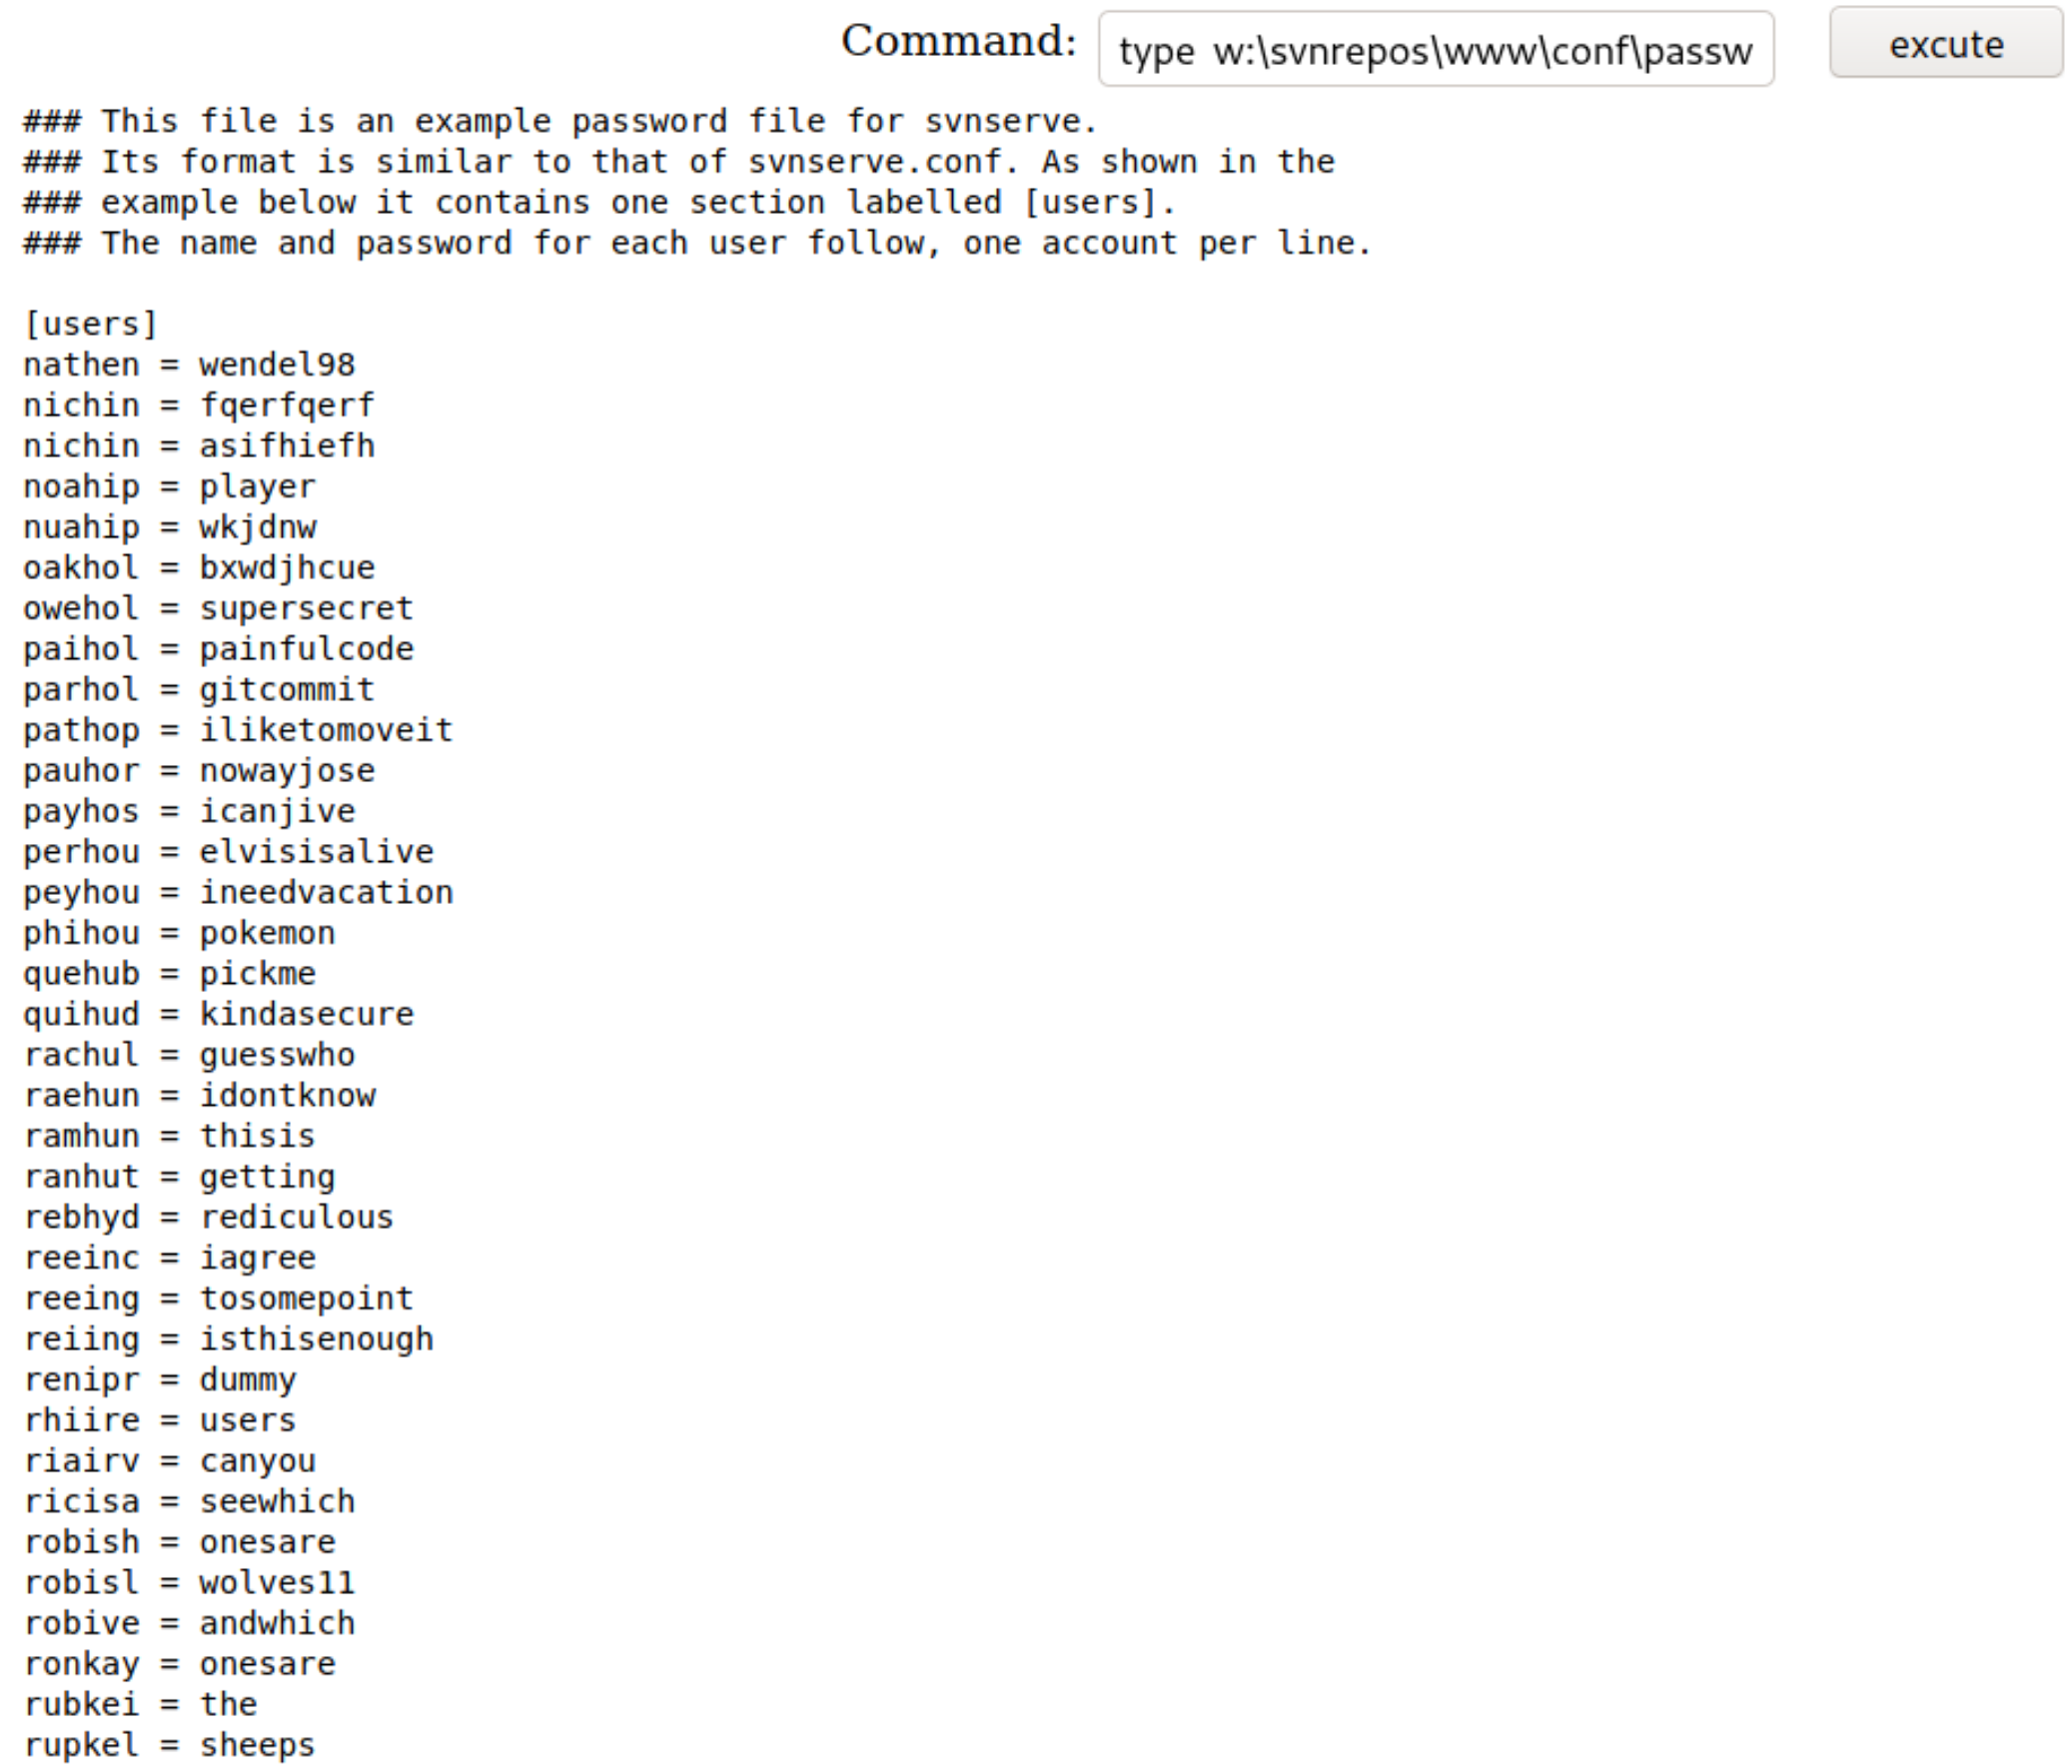 Command: type w:\svnrepos\www\conf\passw excute
### This file is an example password file for svnserve.
### Its format is similar to that of svnserve.conf. As shown in the
### example below it contains one section labelled [users].
### The name and password for each user follow, one account per line.
[users]
nathen = wendel98
nichin = fqerfqerf
nichin = asifhiefh
noahip = player
nuahip = wkjdnw
oakhol = bxwdjhcue
owehol = supersecret
paihol = painfulcode
parhol = gitcommit
pathop = iliketomoveit
pauhor = nowayjose
payhos = icanjive
perhou = elvisisalive
peyhou = ineedvacation
phihou = pokemon
quehub = pickme
quihud = kindasecure
rachul = guesswho
raehun = idontknow
ramhun = thisis
ranhut = getting
rebhyd = rediculous
reeinc = iagree
reeing = tosomepoint
reiing = isthisenough
renipr = dummy
rhiire = users
riairv = canyou
ricisa = seewhich
robish = onesare
robisl = wolves11
robive = andwhich
ronkay = onesare
rubkei = the
rupkel = sheeps